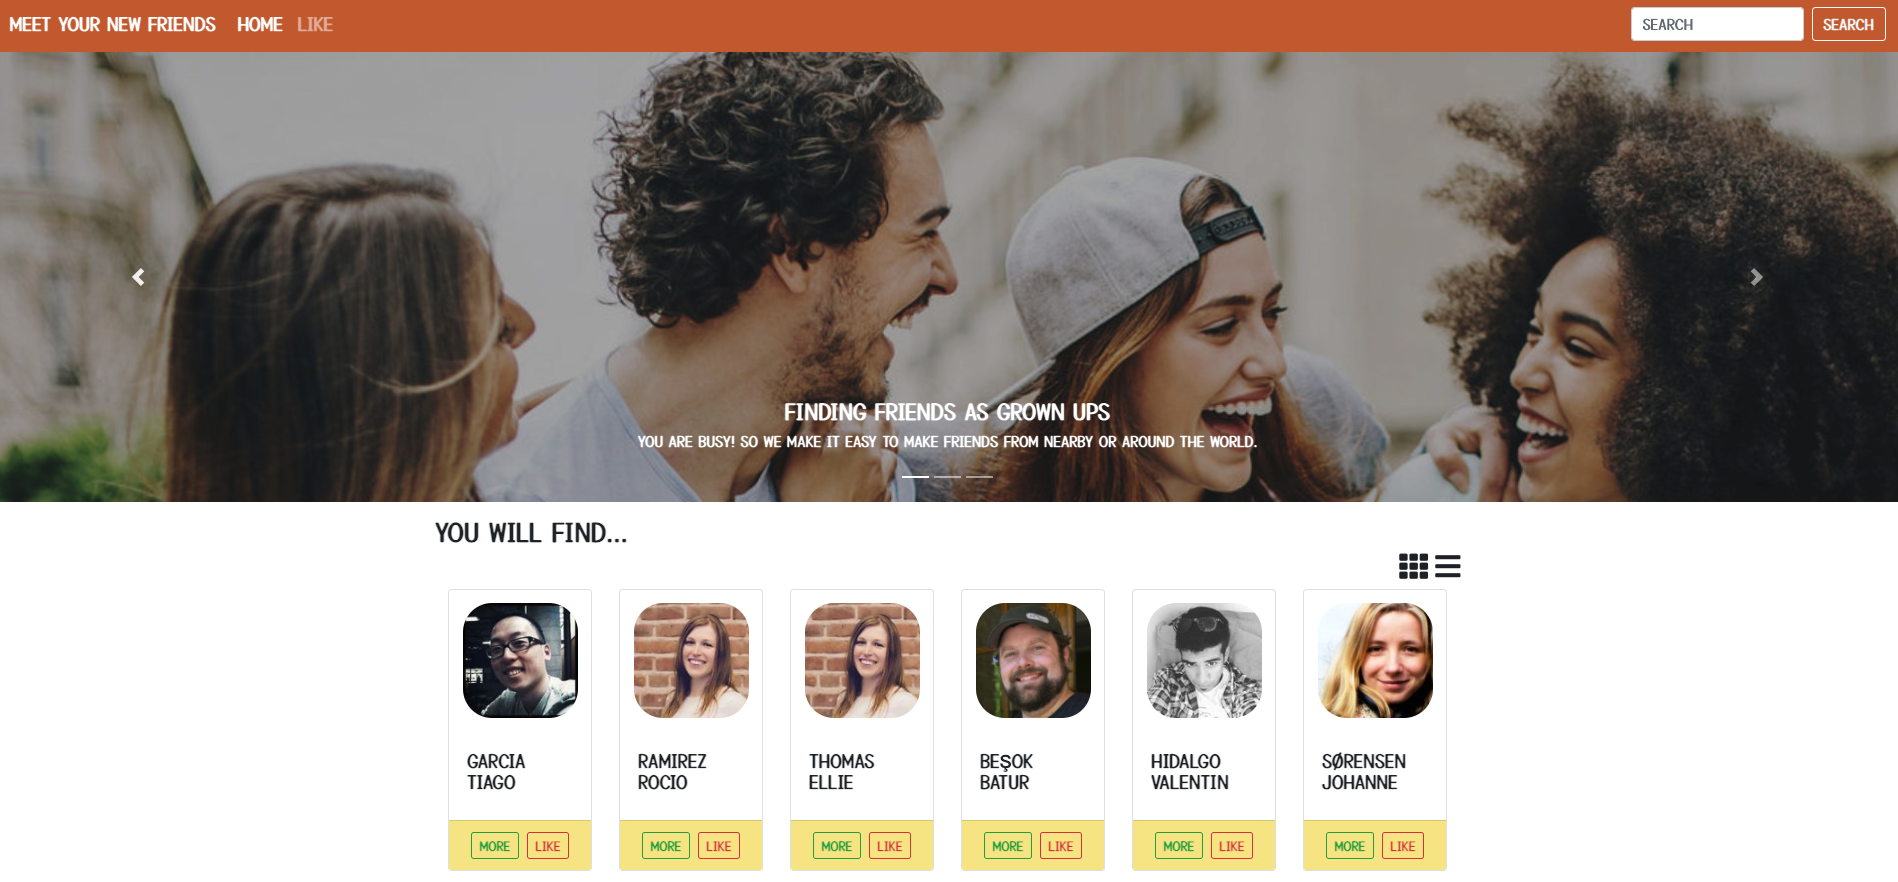 MEET YOUR NEW FRIENDS HOME LIKE SEARCH SEARCH
FINDING FRIENDS AS GROWN UPS
YOU ARE BUSY! SO WE MAKE IT EASY TO MAKE FRIENDS FROM NEARBY OR AROUND THE WORLD.
YOU WILL FIND...
GARCIA
TIAGO
MORE LIKE
RAMIREZ
ROCIO
MORE LIKE
THOMAS
ELLIE
MORE LIKE
BEŞOK
BATUR
MORE LIKE
HIDALGO
VALENTIN
MORE LIKE
SØRENSEN
JOHANNE
MORE LIKE